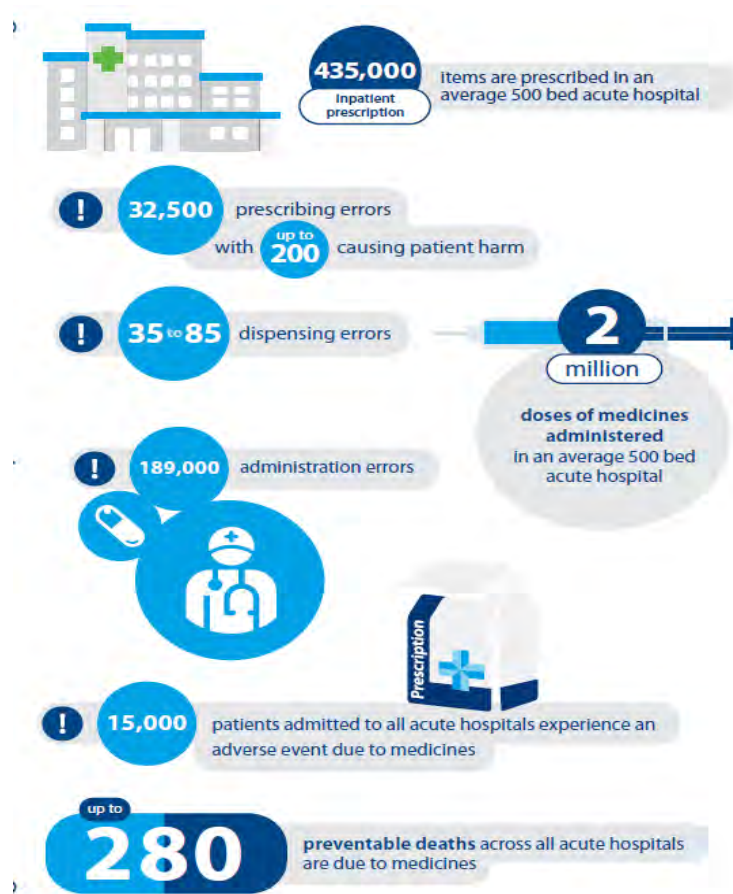 435,000
inpatient
prescription
items are prescribed in an
average 500 bed acute hospital
!
32,500
prescribing errors
with
up to
200
causing patient harm
!
35 to 85
dispensing errors
2
million
doses of medicines
administered
in an average 500 bed
acute hospital
!
189,000
administration errors
Prescription
!
15,000
patients admitted to all acute hospitals experience an
adverse event due to medicines
up to
280
preventable deaths across all acute hospitals
are due to medicines